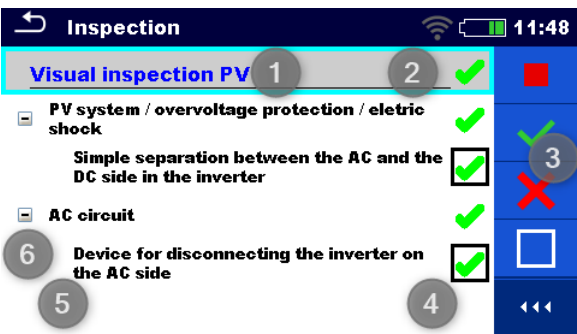 Inspection
11:48
Visual inspection PV
1
2
PV system / overvoltage protection / eletric
shock
3
Simple separation between the AC and the
DC side in the inverter
AC circuit
6
Device for disconnecting the inverter on
the AC side
5
4